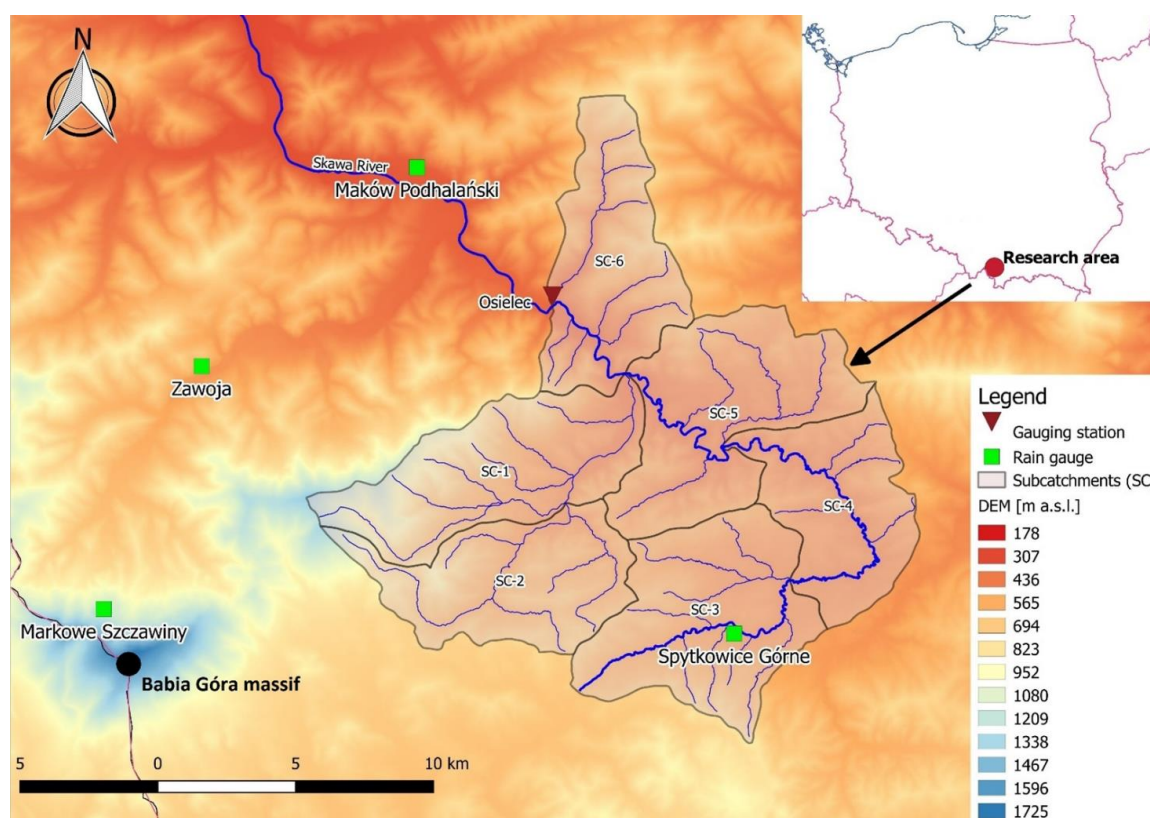 N
Skawa River
Maków Podhalański
Research area
SC-6
Osielec
Zawoja
SC-5
SC-1
SC-4
SC-2
SC-3
Markowe Szczawiny
Spytkowice Górne
Babia Góra massif
5 0 5 10 km
Legend
Gauging station
Rain gauge
Subcatchments (SC
DEM [m a.s.l.]
178
307
436
565
694
823
952
1080
1209
1338
1467
1596
1725